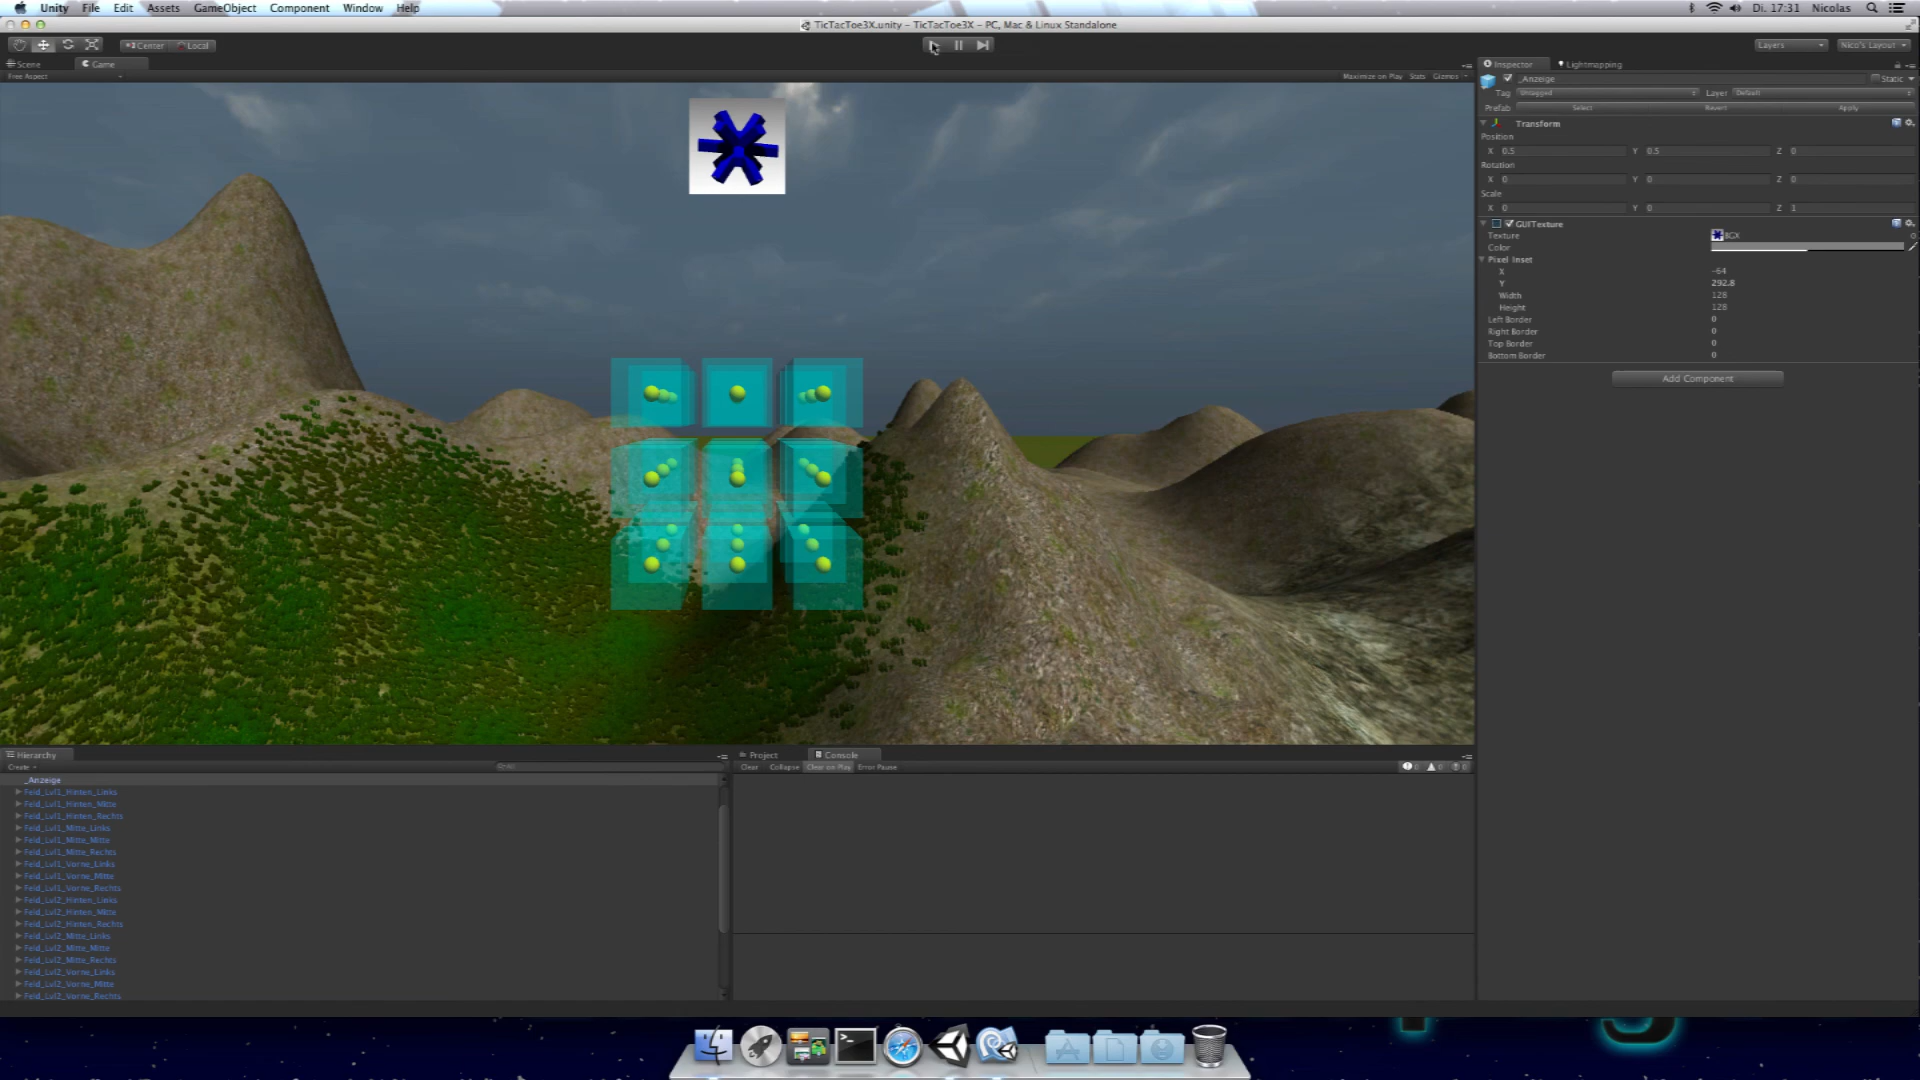 Unity File Edit Assets GameObject Component Window Help Di. 17:31 Nicolas
TicTacToe3X.unity – TicTacToe3X – PC, Mac & Linux Standalone
Center Local Layers Nico's Layout
Scene Game
Free Aspect Maximize on Play Stats Gizmos
Inspector Lightmapping
_Anzeige Static
Tag Untagged Layer Default
Prefab Select Revert Apply
Transform
Position
X 0.5 Y 0.5 Z 0
Rotation
X 0 Y 0 Z 0
Scale
X 0 Y 0 Z 1
GUITexture
Texture BGX
Color
Pixel Inset
X -64
Y 292.8
Width 128
Height 128
Left Border 0
Right Border 0
Top Border 0
Bottom Border 0
Add Component
Hierarchy
Create
_Anzeige
Feld_Lvl1_Hinten_Links
Feld_Lvl1_Hinten_Mitte
Feld_Lvl1_Hinten_Rechts
Feld_Lvl1_Mitte_Links
Feld_Lvl1_Mitte_Mitte
Feld_Lvl1_Mitte_Rechts
Feld_Lvl1_Vorne_Links
Feld_Lvl1_Vorne_Mitte
Feld_Lvl1_Vorne_Rechts
Feld_Lvl2_Hinten_Links
Feld_Lvl2_Hinten_Mitte
Feld_Lvl2_Hinten_Rechts
Feld_Lvl2_Mitte_Links
Feld_Lvl2_Mitte_Mitte
Feld_Lvl2_Mitte_Rechts
Feld_Lvl2_Vorne_Links
Feld_Lvl2_Vorne_Mitte
Feld_Lvl2_Vorne_Rechts
Project Console
Clear Collapse Clear on Play Error Pause 0 0 0